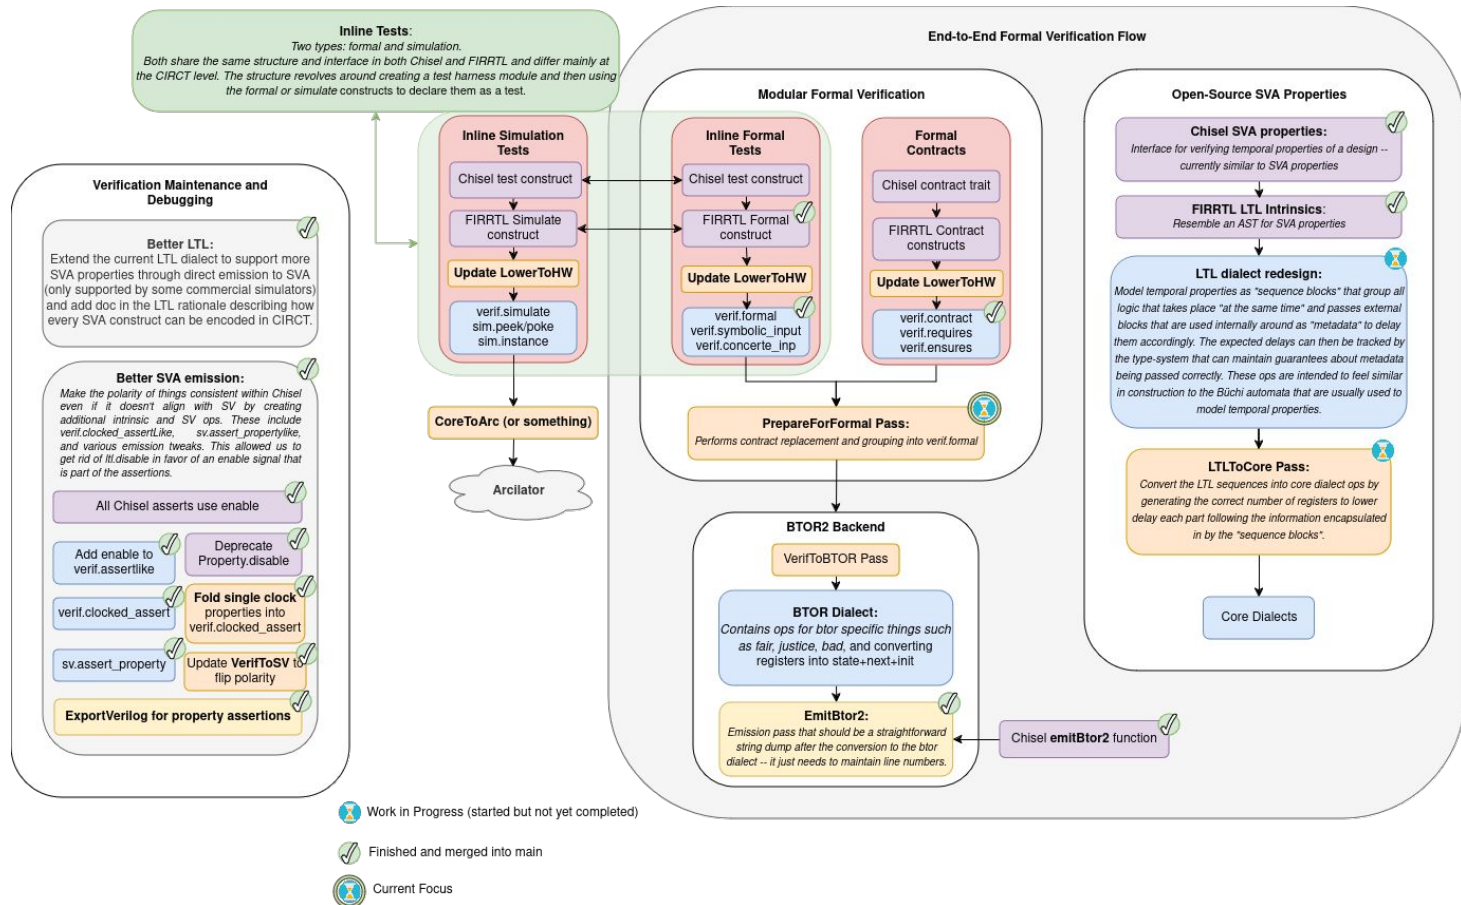 Inline Tests:
Two types: formal and simulation.
Both share the same structure and interface in both Chisel and FIRRTL and differ mainly at
the CIRCT level. The structure revolves around creating a test harness module and then using
the formal or simulate constructs to declare them as a test.
End-to-End Formal Verification Flow
Verification Maintenance and
Debugging
Better LTL:
Extend the current LTL dialect to support more
SVA properties through direct emission to SVA
(only supported by some commercial simulators)
and add doc in the LTL rationale describing how
every SVA construct can be encoded in CIRCT.
Better SVA emission:
Make the polarity of things consistent within Chisel
even if it doesn't align with SV by creating
additional intrinsic and SV ops. These include
verif.clocked_assertLike, sv.assert_propertylike,
and various emission tweaks. This allowed us to
get rid of ltl.disable in favor of an enable signal that
is part of the assertions.
All Chisel asserts use enable
Add enable to
verif.assertlike
Deprecate
Property.disable
verif.clocked_assert
Fold single clock
properties into
verif.clocked_assert
sv.assert_property
Update VerifToSV to
flip polarity
ExportVerilog for property assertions
Inline Simulation
Tests
Chisel test construct
FIRRTL Simulate
construct
Update LowerToHW
verif.simulate
sim.peek/poke
sim.instance
CoreToArc (or something)
Arcilator
Modular Formal Verification
Inline Formal
Tests
Chisel test construct
FIRRTL Formal
construct
Update LowerToHW
verif.formal
verif.symbolic_input
verif.concerte_inp
Formal
Contracts
Chisel contract trait
FIRRTL Contract
constructs
Update LowerToHW
verif.contract
verif.requires
verif.ensures
PrepareForFormal Pass:
Performs contract replacement and grouping into verif.formal
BTOR2 Backend
VerifToBTOR Pass
BTOR Dialect:
Contains ops for btor specific things such
as fair, justice, bad, and converting
registers into state+next+init
EmitBtor2:
Emission pass that should be a straightforward
string dump after the conversion to the btor
dialect -- it just needs to maintain line numbers.
Chisel emitBtor2 function
Open-Source SVA Properties
Chisel SVA properties:
Interface for verifying temporal properties of a design --
currently similar to SVA properties
FIRRTL LTL Intrinsics:
Resemble an AST for SVA properties
LTL dialect redesign:
Model temporal properties as "sequence blocks" that group all
logic that takes place "at the same time" and passes external
blocks that are used internally around as "metadata" to delay
them accordingly. The expected delays can then be tracked by
the type-system that can maintain guarantees about metadata
being passed correctly. These ops are intended to feel similar
in construction to the Büchi automata that are usually used to
model temporal properties.
LTLToCore Pass:
Convert the LTL sequences into core dialect ops by
generating the correct number of registers to lower
delay each part following the information encapsulated
in by the "sequence blocks".
Core Dialects
Work in Progress (started but not yet completed)
Finished and merged into main
Current Focus